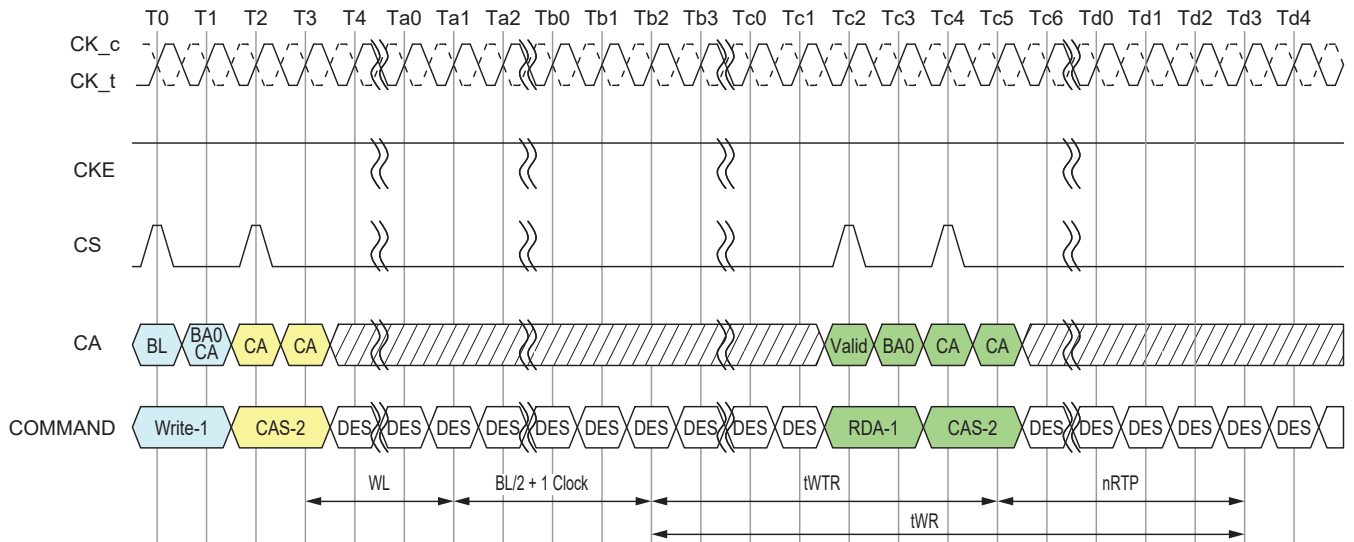 T0 T1 T2 T3 T4 Ta0 Ta1 Ta2 Tb0 Tb1 Tb2 Tb3 Tc0 Tc1 Tc2 Tc3 Tc4 Tc5 Tc6 Td0 Td1 Td2 Td3 Td4
CK_c
CK_t
CKE
CS
CA BL BA0 CA CA CA Valid BA0 CA CA
COMMAND Write-1 CAS-2 DES DES DES DES DES DES DES DES DES DES RDA-1 CAS-2 DES DES DES DES DES DES
WL BL/2 + 1 Clock tWTR nRTP
tWR